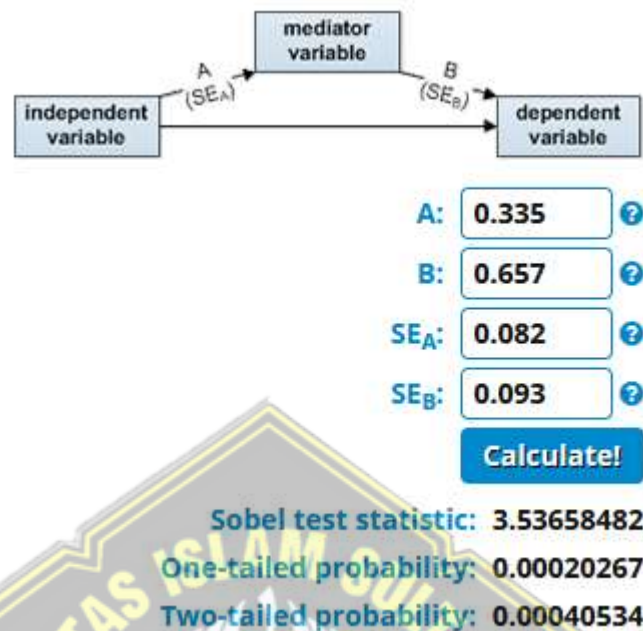 mediator
variable
A
(SEA)
B
(SEB)
independent
variable
dependent
variable
A: 0.335 ?
B: 0.657 ?
SEA: 0.082 ?
SEB: 0.093 ?
Calculate!
Sobel test statistic: 3.53658482
One-tailed probability: 0.00020267
Two-tailed probability: 0.00040534
ISLAM